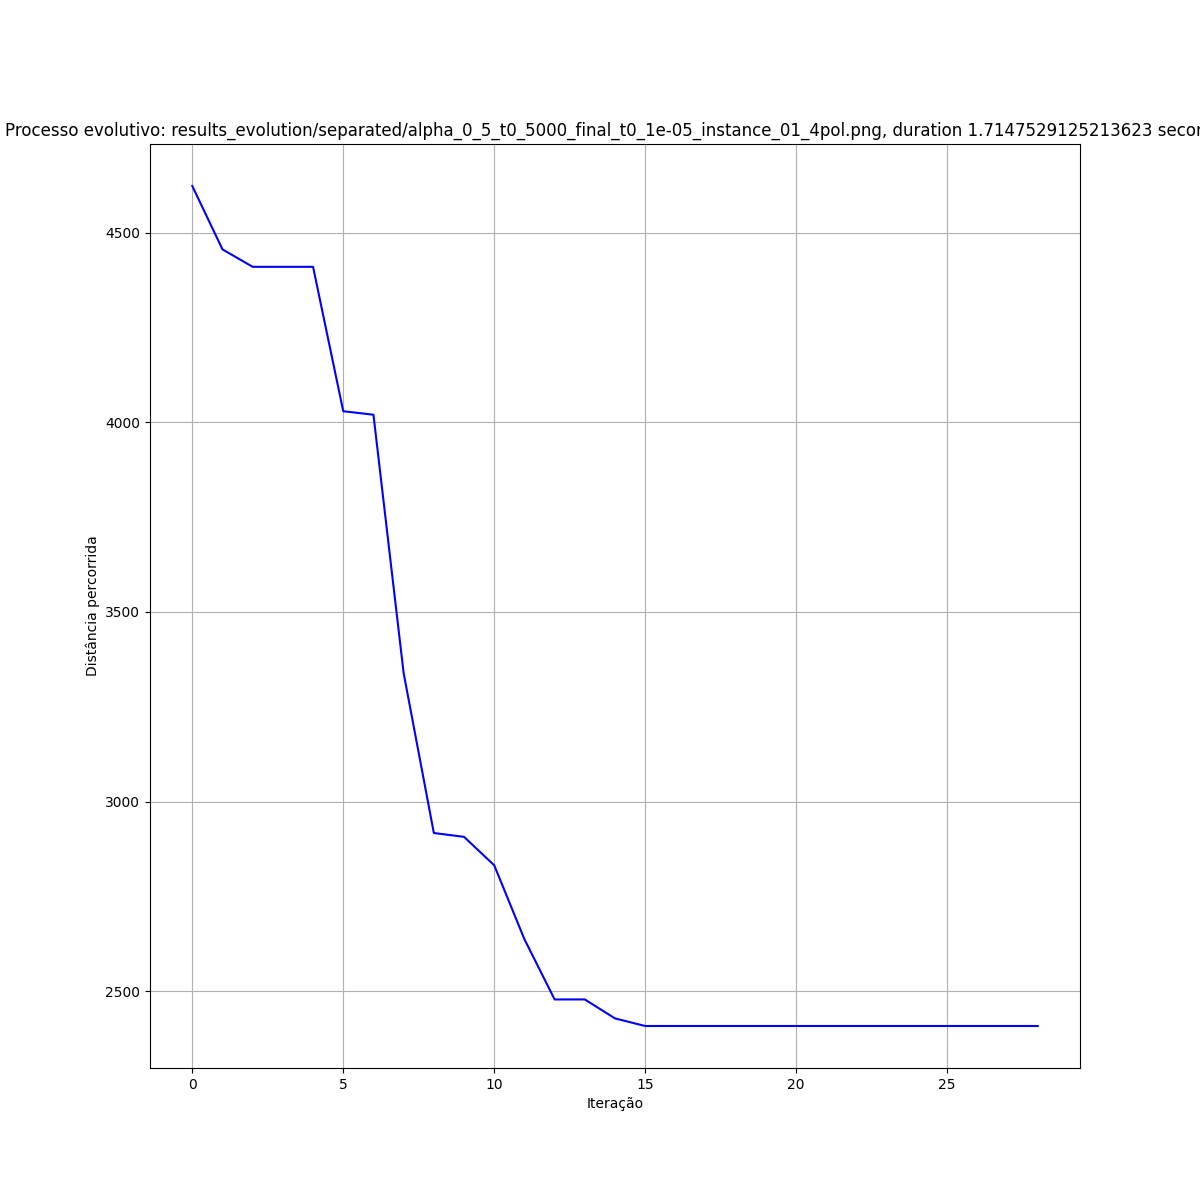 Processo evolutivo: results_evolution/separated/alpha_0_5_t0_5000_final_t0_1e-05_instance_01_4pol.png, duration 1.7147529125213623
4500
4000
3500
3000
2500
Distância percorrida
0 5 10 15 20 25
Iteração